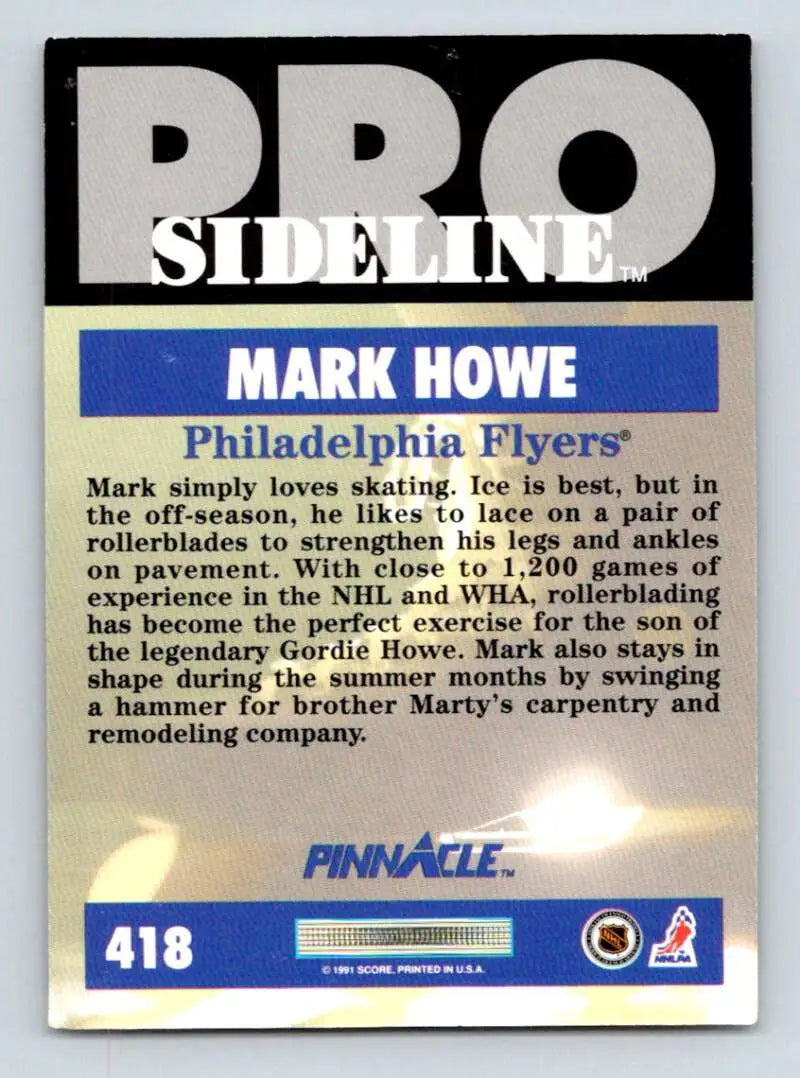 PRO
SIDELINE™
MARK HOWE
Philadelphia Flyers®
Mark simply loves skating. Ice is best, but in
the off-season, he likes to lace on a pair of
rollerblades to strengthen his legs and ankles
on pavement. With close to 1,200 games of
experience in the NHL and WHA, rollerblading
has become the perfect exercise for the son of
the legendary Gordie Howe. Mark also stays in
shape during the summer months by swinging
a hammer for brother Marty's carpentry and
remodeling company.
PINNACLE™
418
© 1991 SCORE. PRINTED IN U.S.A.
NHL
NHLPA